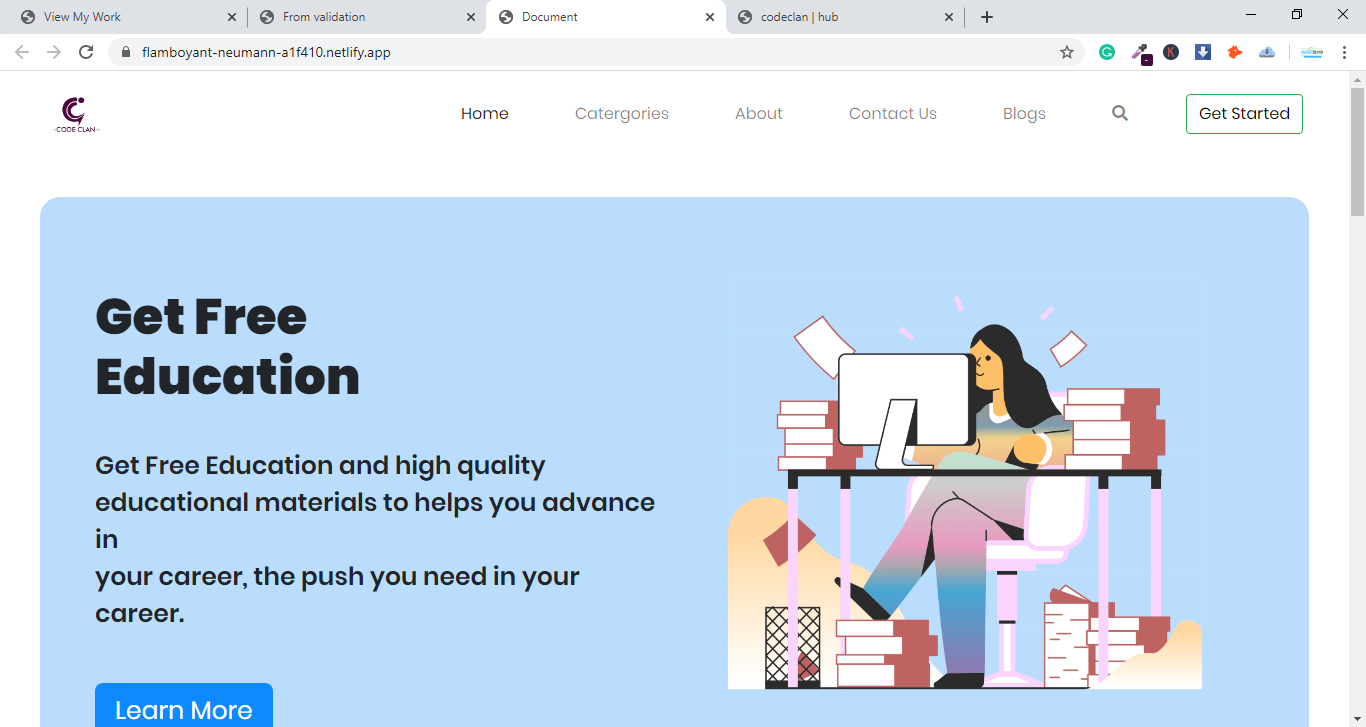 View My Work
From validation
Document
codeclan | hub
flamboyant-neumann-a1f410.netlify.app
CODE CLAN
Home
Catergories
About
Contact Us
Blogs
Get Started
Get Free
Education
Get Free Education and high quality
educational materials to helps you advance
in
your career, the push you need in your
career.
Learn More